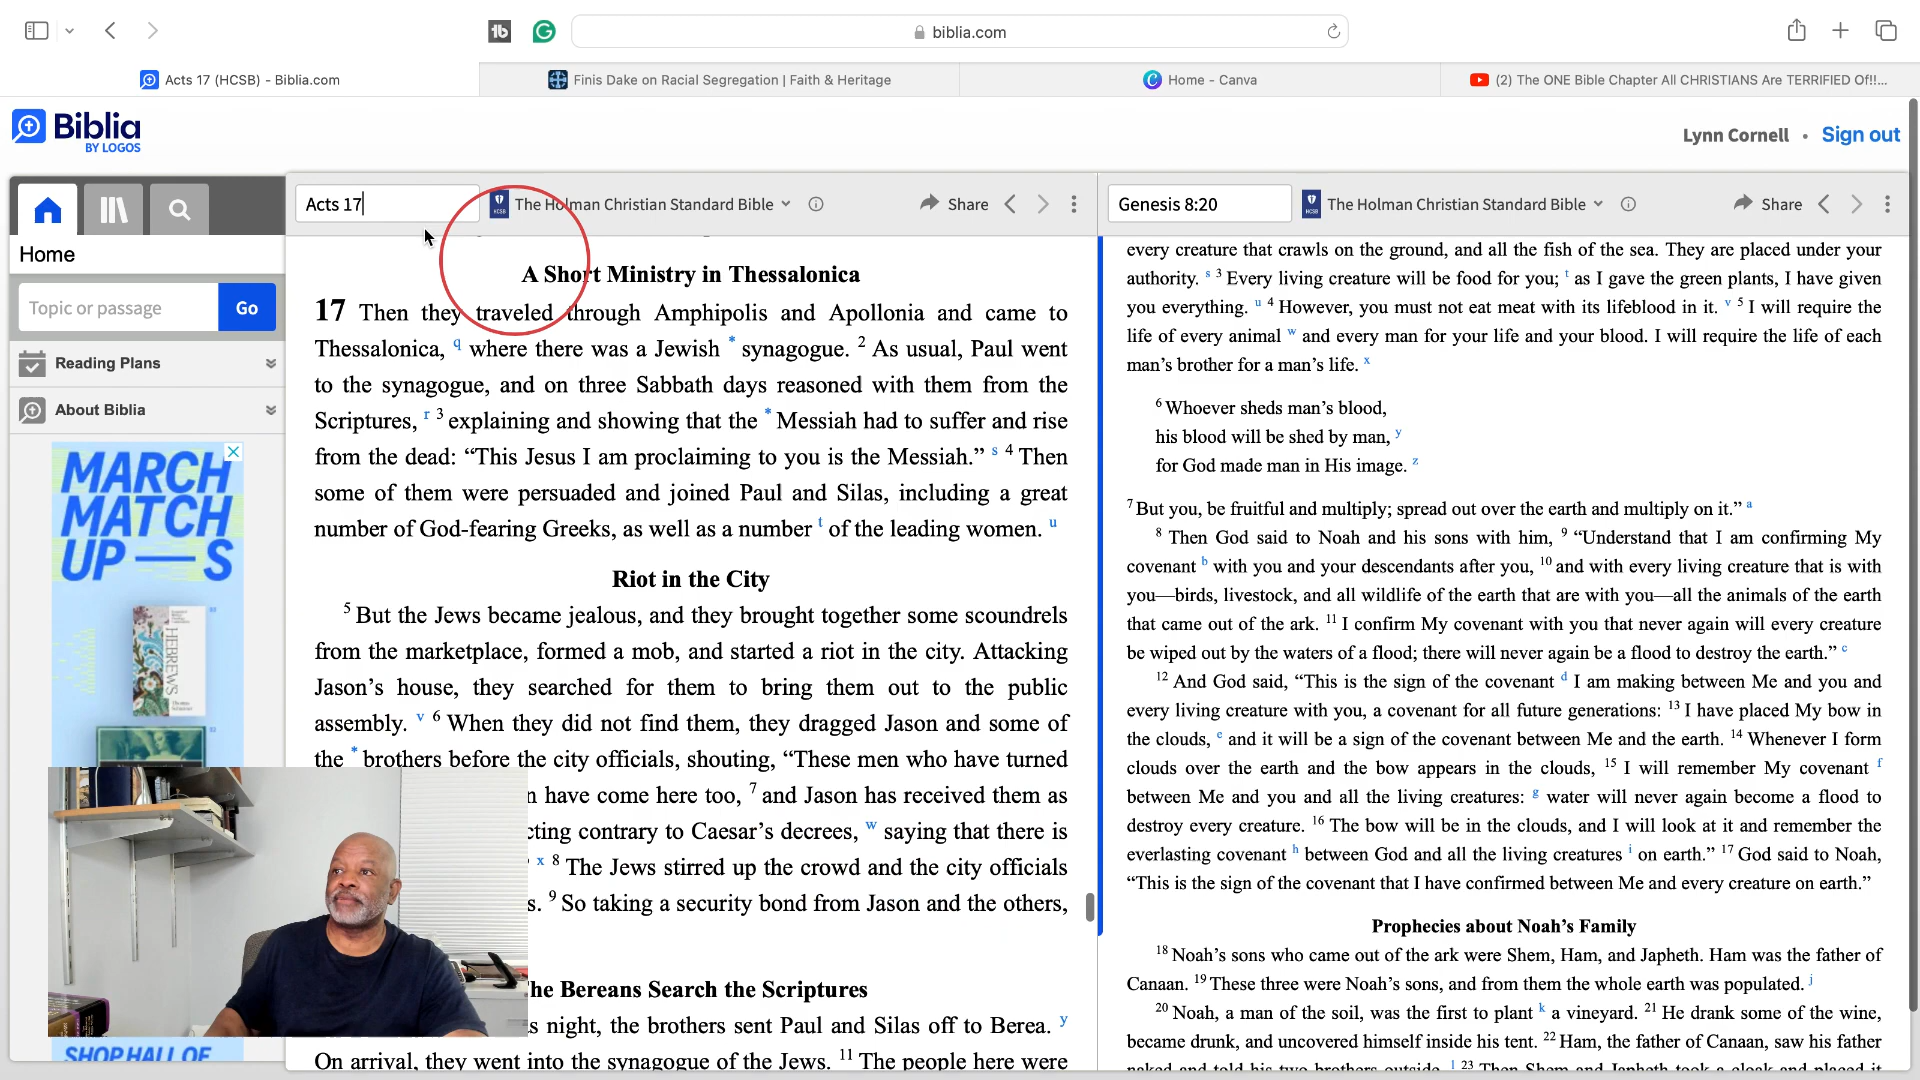 biblia.com
Acts 17 (HCSB) - Biblia.com
Finis Dake on Racial Segregation | Faith & Heritage
Home - Canva
(2) The ONE Bible Chapter All CHRISTIANS Are TERRIFIED Of!!...
Biblia
BY LOGOS
Lynn Cornell • Sign out
Home
Topic or passage
Go
Reading Plans
About Biblia
MARCH
MATCH
UP — S
HEBREWS
SHOP HALL OF
Acts 17
The Holman Christian Standard Bible
Share
A Short Ministry in Thessalonica
17 Then they traveled through Amphipolis and Apollonia and came to
Thessalonica, q where there was a Jewish * synagogue. 2 As usual, Paul went
to the synagogue, and on three Sabbath days reasoned with them from the
Scriptures, r 3 explaining and showing that the * Messiah had to suffer and rise
from the dead: “This Jesus I am proclaiming to you is the Messiah.” s 4 Then
some of them were persuaded and joined Paul and Silas, including a great
number of God-fearing Greeks, as well as a number t of the leading women. u
Riot in the City
5 But the Jews became jealous, and they brought together some scoundrels
from the marketplace, formed a mob, and started a riot in the city. Attacking
Jason’s house, they searched for them to bring them out to the public
assembly. v 6 When they did not find them, they dragged Jason and some of
the * brothers before the city officials, shouting, “These men who have turned
n have come here too, 7 and Jason has received them as
cting contrary to Caesar’s decrees, w saying that there is
x 8 The Jews stirred up the crowd and the city officials
s. 9 So taking a security bond from Jason and the others,
he Bereans Search the Scriptures
s night, the brothers sent Paul and Silas off to Berea. y
On arrival, they went into the synagogue of the Jews. 11 The people here were
Genesis 8:20
The Holman Christian Standard Bible
Share
every creature that crawls on the ground, and all the fish of the sea. They are placed under your
authority. s 3 Every living creature will be food for you; t as I gave the green plants, I have given
you everything. u 4 However, you must not eat meat with its lifeblood in it. v 5 I will require the
life of every animal w and every man for your life and your blood. I will require the life of each
man’s brother for a man’s life. x
6 Whoever sheds man’s blood,
his blood will be shed by man, y
for God made man in His image. z
7 But you, be fruitful and multiply; spread out over the earth and multiply on it.” a
8 Then God said to Noah and his sons with him, 9 “Understand that I am confirming My
covenant b with you and your descendants after you, 10 and with every living creature that is with
you—birds, livestock, and all wildlife of the earth that are with you—all the animals of the earth
that came out of the ark. 11 I confirm My covenant with you that never again will every creature
be wiped out by the waters of a flood; there will never again be a flood to destroy the earth.” c
12 And God said, “This is the sign of the covenant d I am making between Me and you and
every living creature with you, a covenant for all future generations: 13 I have placed My bow in
the clouds, e and it will be a sign of the covenant between Me and the earth. 14 Whenever I form
clouds over the earth and the bow appears in the clouds, 15 I will remember My covenant f
between Me and you and all the living creatures: g water will never again become a flood to
destroy every creature. 16 The bow will be in the clouds, and I will look at it and remember the
everlasting covenant h between God and all the living creatures i on earth.” 17 God said to Noah,
“This is the sign of the covenant that I have confirmed between Me and every creature on earth.”
Prophecies about Noah’s Family
18 Noah’s sons who came out of the ark were Shem, Ham, and Japheth. Ham was the father of
Canaan. 19 These three were Noah’s sons, and from them the whole earth was populated. j
20 Noah, a man of the soil, was the first to plant k a vineyard. 21 He drank some of the wine,
became drunk, and uncovered himself inside his tent. 22 Ham, the father of Canaan, saw his father
naked and told his two brothers outside. l 23 Then Shem and Japheth took a cloak and placed it